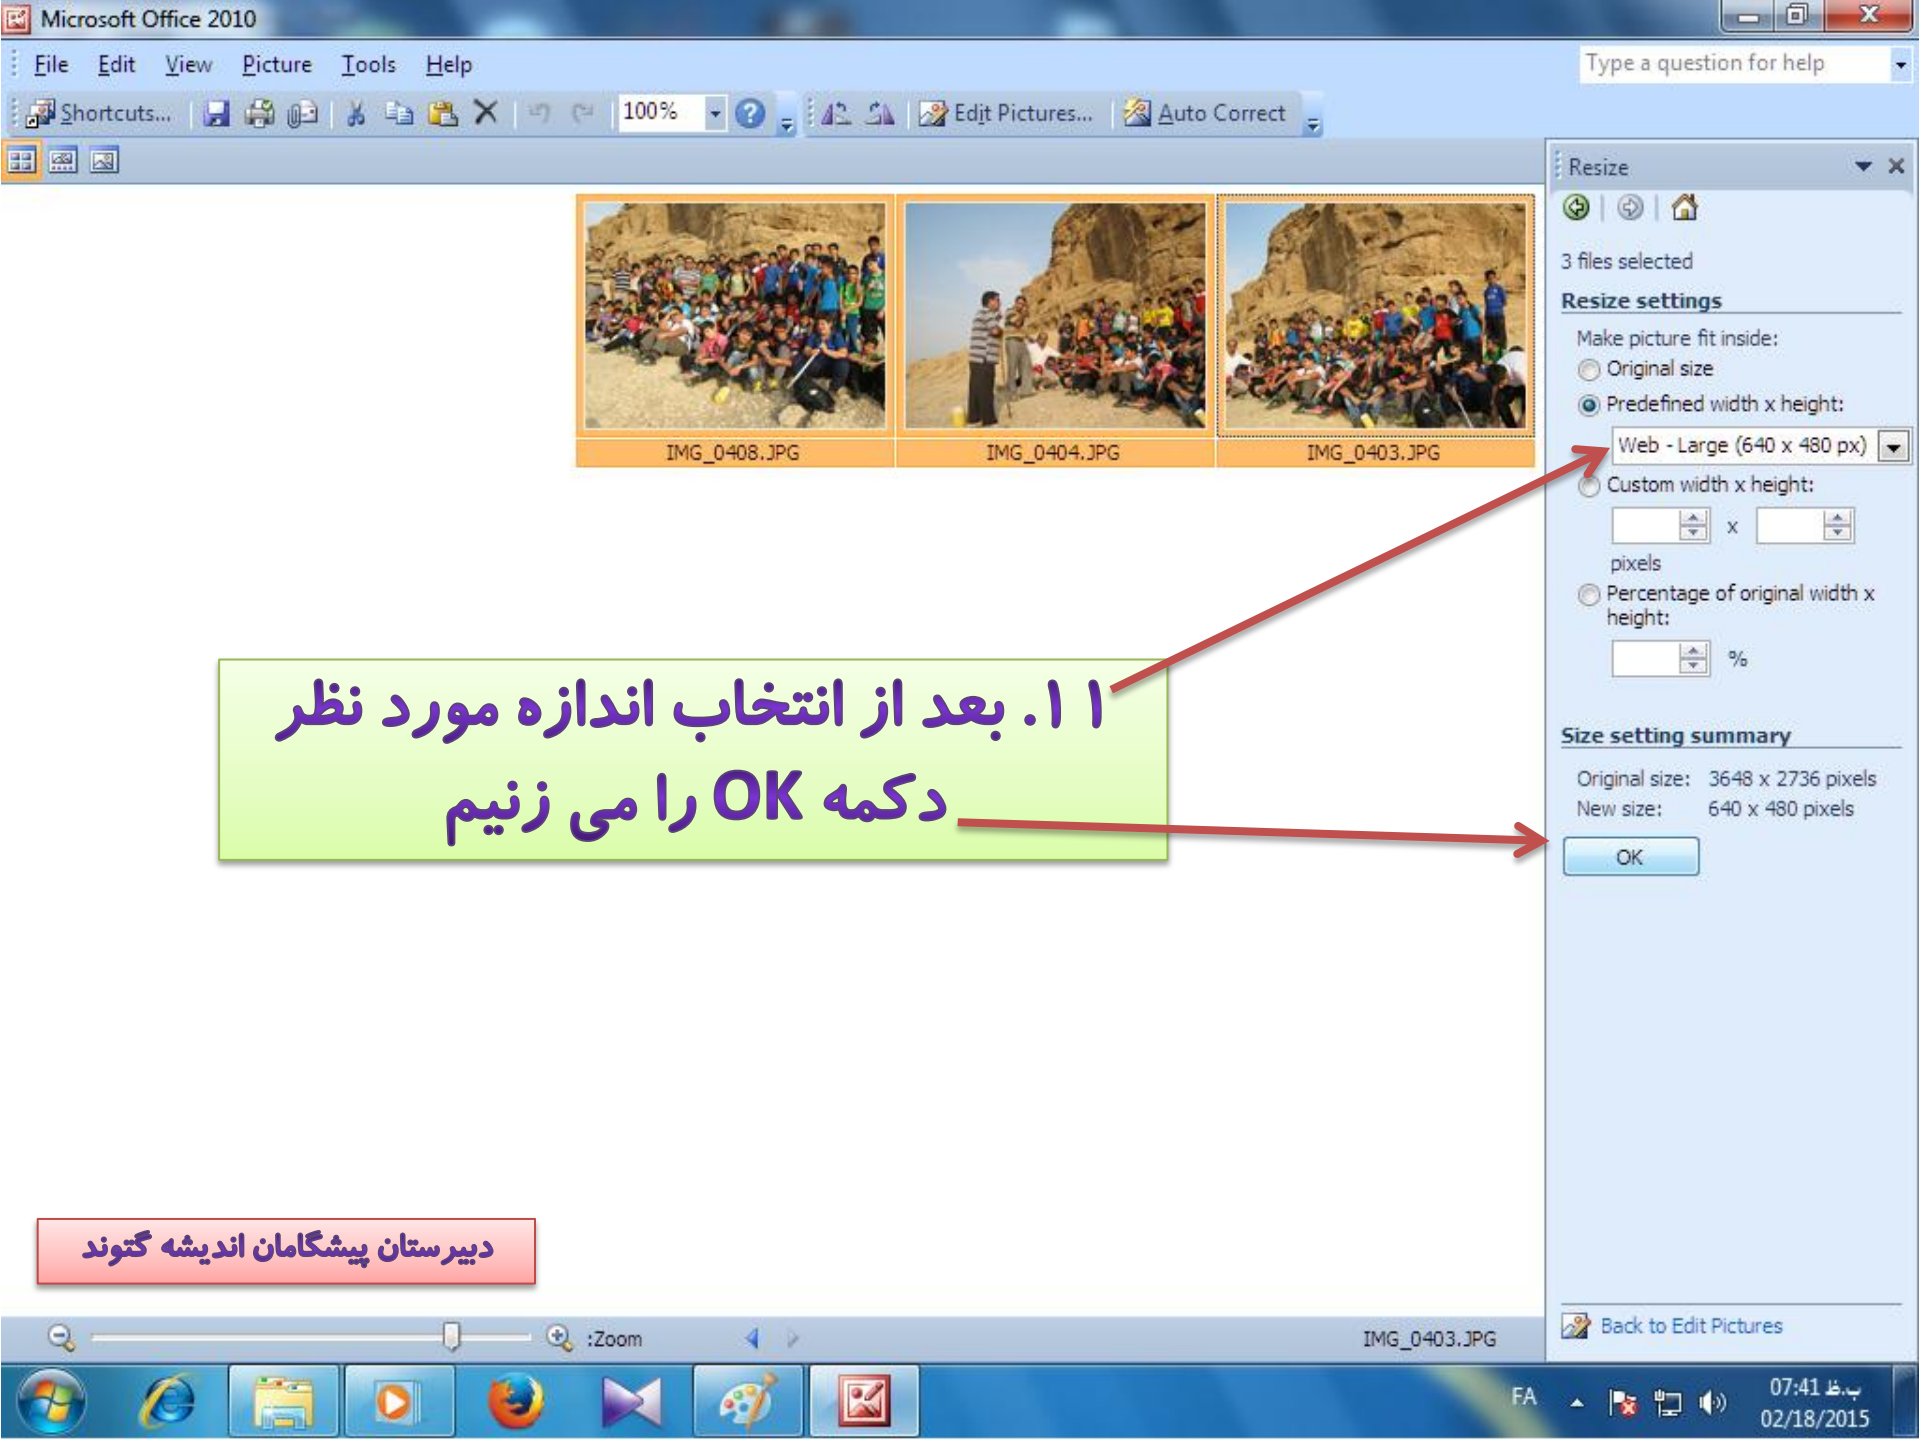 Microsoft Office 2010
File Edit View Picture Tools Help
Type a question for help
Shortcuts... 100% Edit Pictures... Auto Correct
Resize
3 files selected
Resize settings
Make picture fit inside:
Original size
Predefined width x height:
Web - Large (640 x 480 px)
Custom width x height:
x
pixels
Percentage of original width x
height:
%
Size setting summary
Original size: 3648 x 2736 pixels
New size: 640 x 480 pixels
OK
Back to Edit Pictures
IMG_0408.JPG IMG_0404.JPG IMG_0403.JPG
۱۱. بعد از انتخاب اندازه مورد نظر
دکمه OK را می زنیم
دبیرستان پیشگامان اندیشه گتوند
:Zoom IMG_0403.JPG
FA
07:41 ب.ظ
02/18/2015